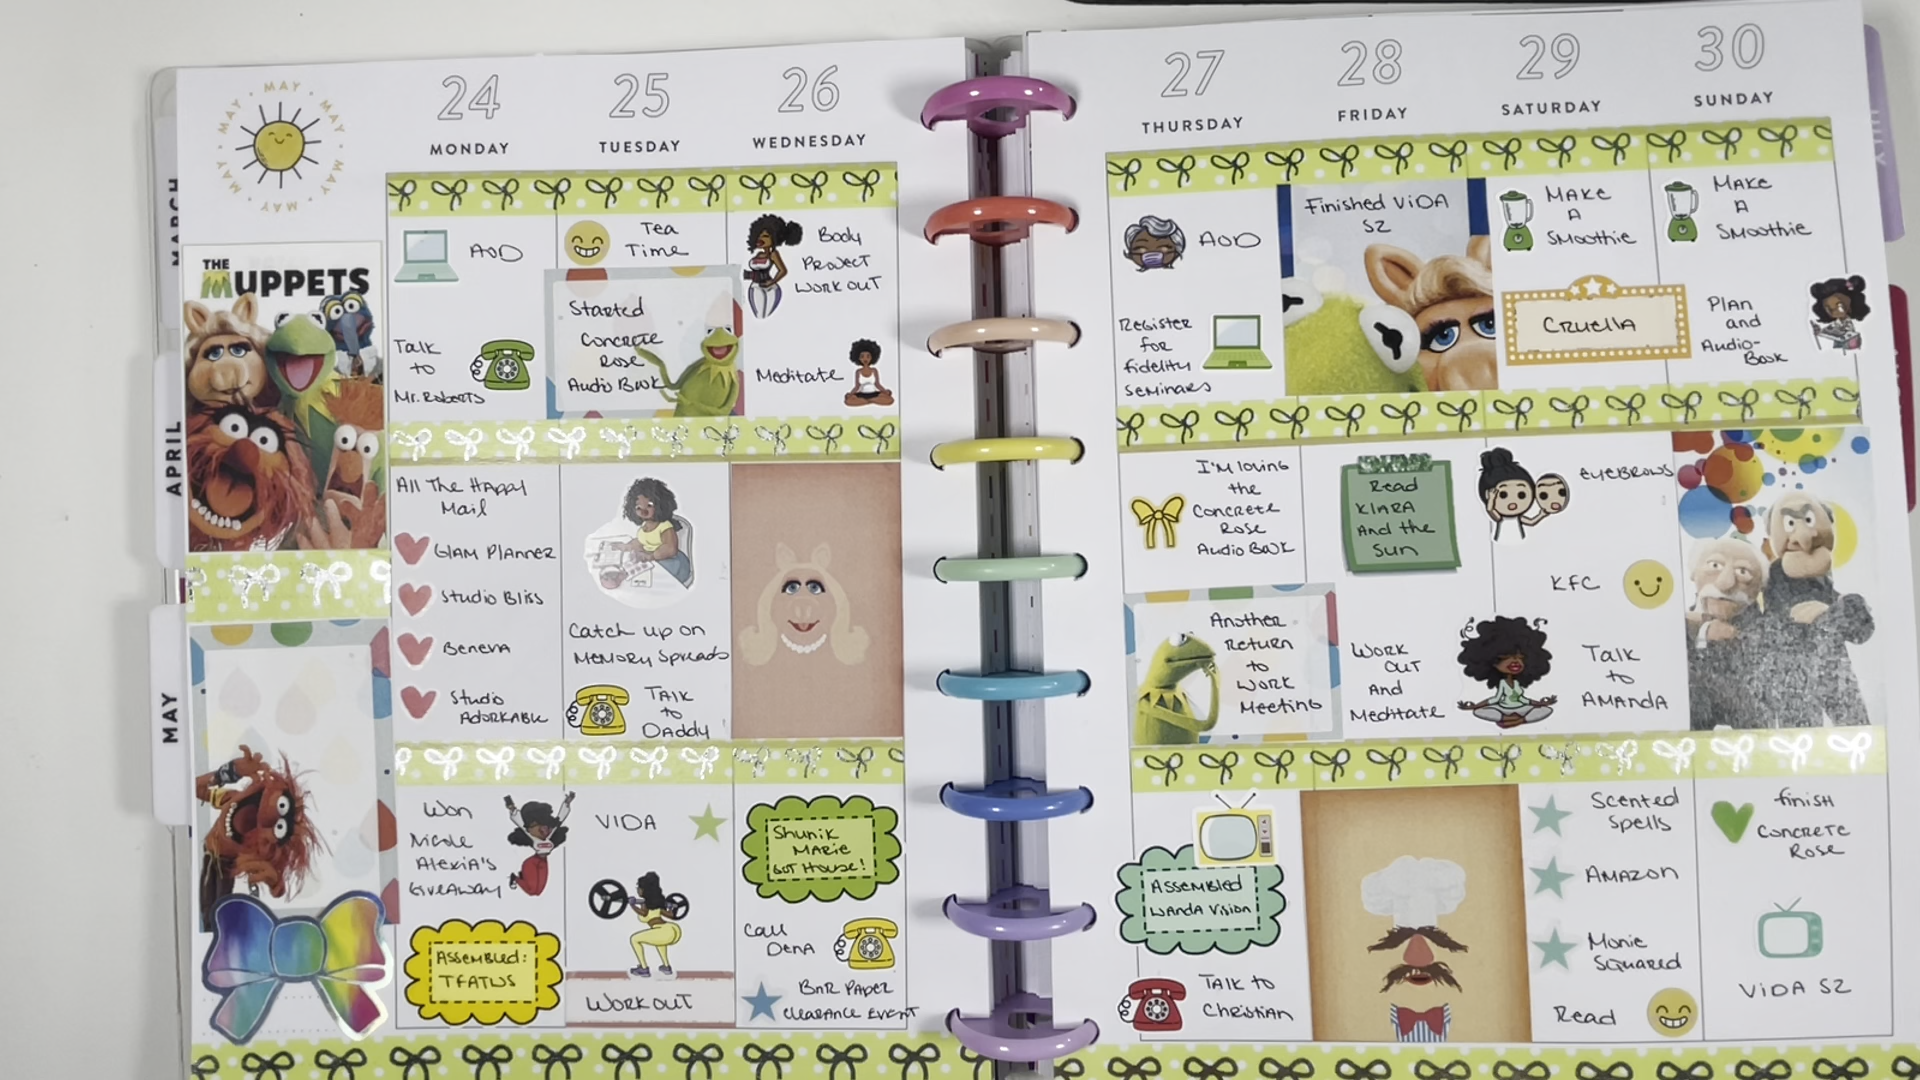 MAY · MAY · MAY · MAY · MAY · MAY · MAY
MARCH
APRIL
MAY
THE
MUPPETS
24
MONDAY
AOD
Talk
to
Mr. Roberts
All The Happy
Mail
Glam Planner
Studio Bliss
Beneva
Studio
Adorkable
Won
Nicole
Alexia's
Giveaway
Assembled:
TFATWS
25
TUESDAY
Tea
Time
Started
Concrete
Rose
Audio Book
Catch up on
Memory Spreads
Talk
to
Daddy
VIDA
WORK OUT
26
WEDNESDAY
Body
Project
Work out
Meditate
Shunik
Marie
Got House!
Call
Dena
BnR Paper
Clearance Event
27
THURSDAY
AOD
Register
for
fidelity
seminars
I'm loving
the
Concrete
Rose
Audio Book
Another
Return
to
Work
Meeting
Assembled
Wanda Vision
Talk to
Christian
28
FRIDAY
Finished ViDA
S2
Read
KIARA
And the
Sun
Work
Out
And
Meditate
29
SATURDAY
Make
A
Smoothie
Cruella
eyebrows
KFC
Talk
to
Amanda
Scented
Spells
Amazon
Monie
Squared
Read
30
SUNDAY
Make
A
Smoothie
Plan
and
Audio-
Book
finish
Concrete
Rose
ViDA S2
JULY